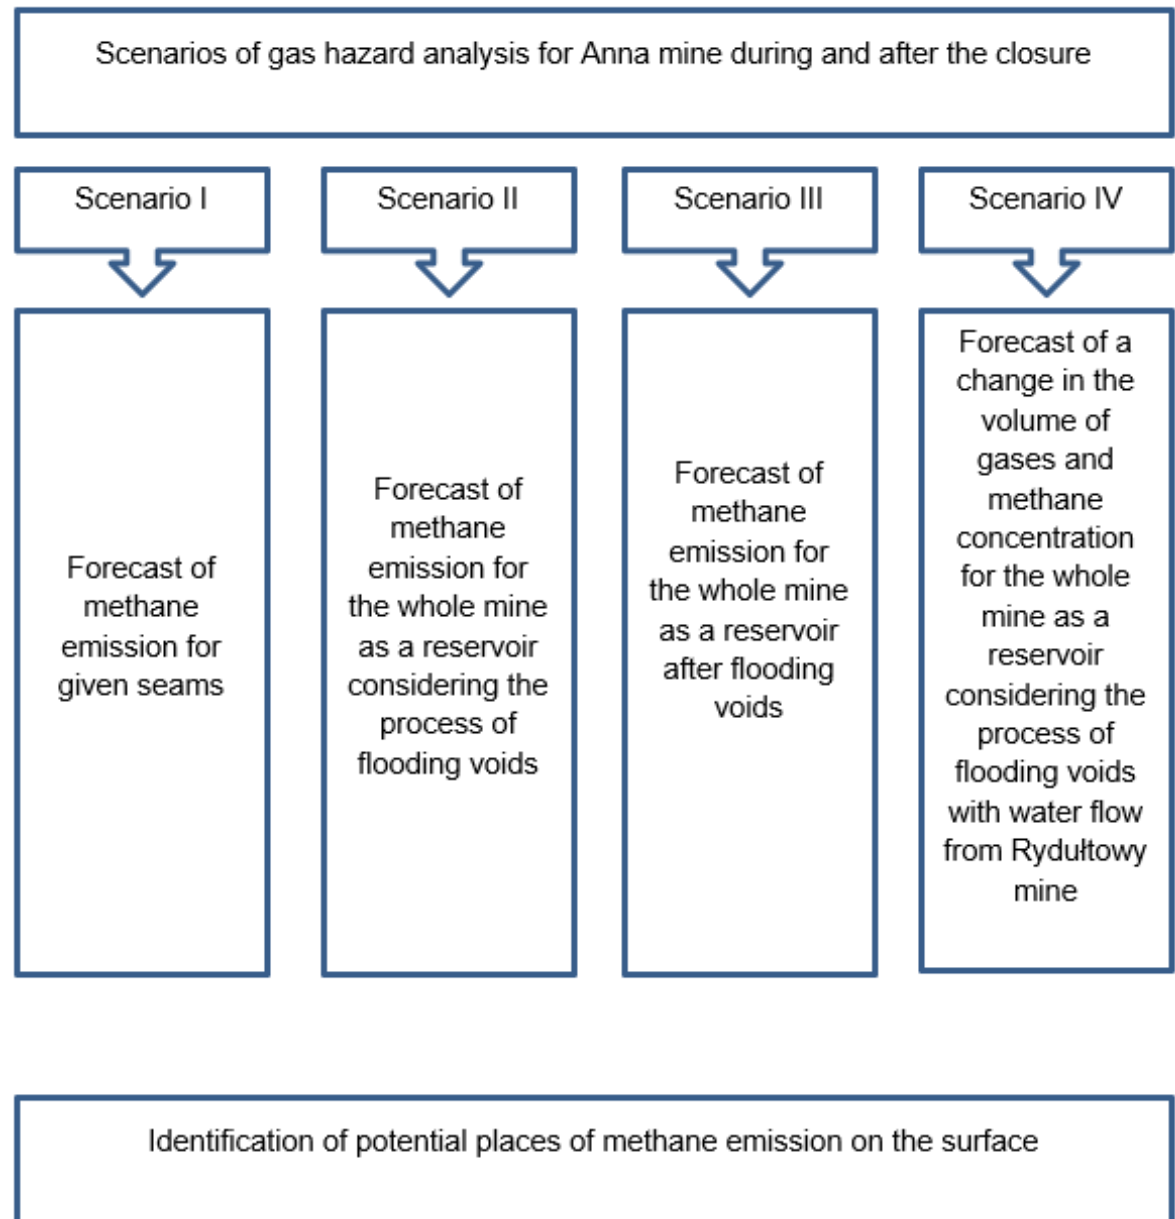 Scenarios of gas hazard analysis for Anna mine during and after the closure
Scenario I
Scenario II
Scenario III
Scenario IV
Forecast of
methane
emission for
given seams
Forecast of
methane
emission for
the whole mine
as a reservoir
considering the
process of
flooding voids
Forecast of
methane
emission for
the whole mine
as a reservoir
after flooding
voids
Forecast of a
change in the
volume of
gases and
methane
concentration
for the whole
mine as a
reservoir
considering the
process of
flooding voids
with water flow
from Rydułtowy
mine
Identification of potential places of methane emission on the surface